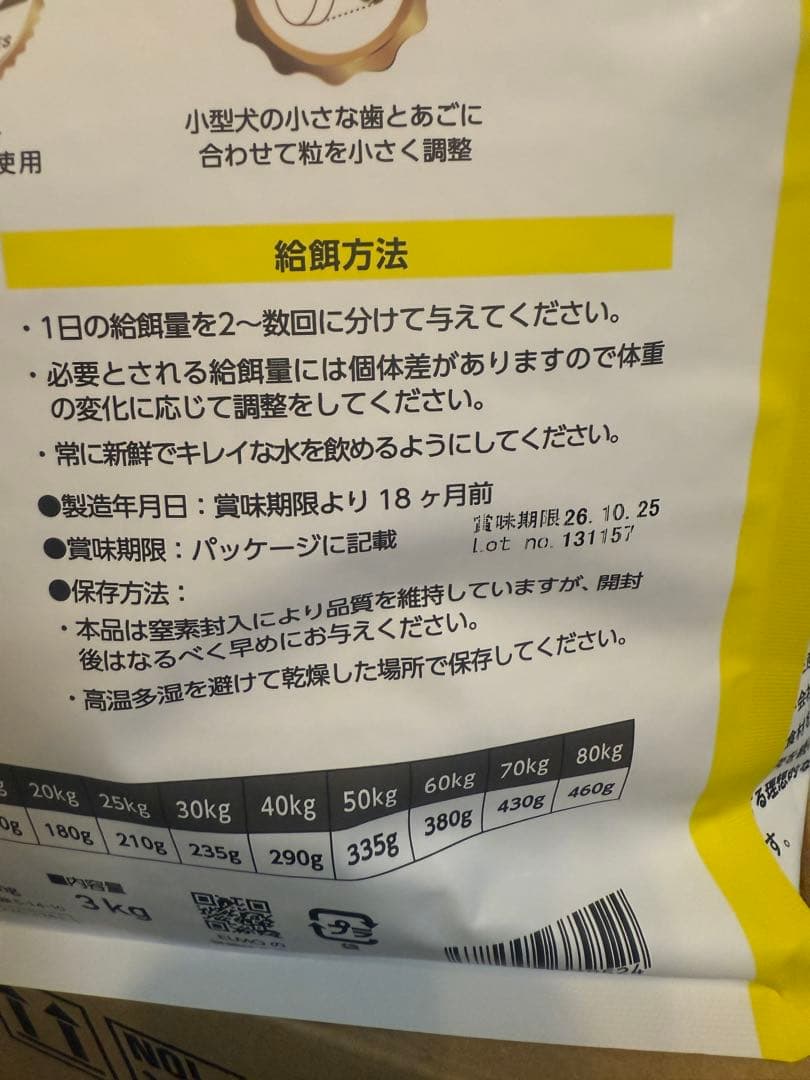 小型犬の小さな歯とあごに
合わせて粒を小さく調整
使用
給餌方法
・1日の給餌量を2〜数回に分けて与えてください。
・必要とされる給餌量には個体差がありますので体重
の変化に応じて調整をしてください。
・常に新鮮でキレイな水を飲めるようにしてください。
●製造年月日：賞味期限より 18 ヶ月前
●賞味期限：パッケージに記載
賞味期限 26. 10. 25
Lot no. 131157
●保存方法：
・本品は窒素封入により品質を維持していますが、開封
後はなるべく早めにお与えください。
・高温多湿を避けて乾燥した場所で保存してください。
20kg 25kg 30kg 40kg 50kg 60kg 70kg 80kg
180g 210g 235g 290g 335g 380g 430g 460g
■内容量
3kg
る理想的な
す。